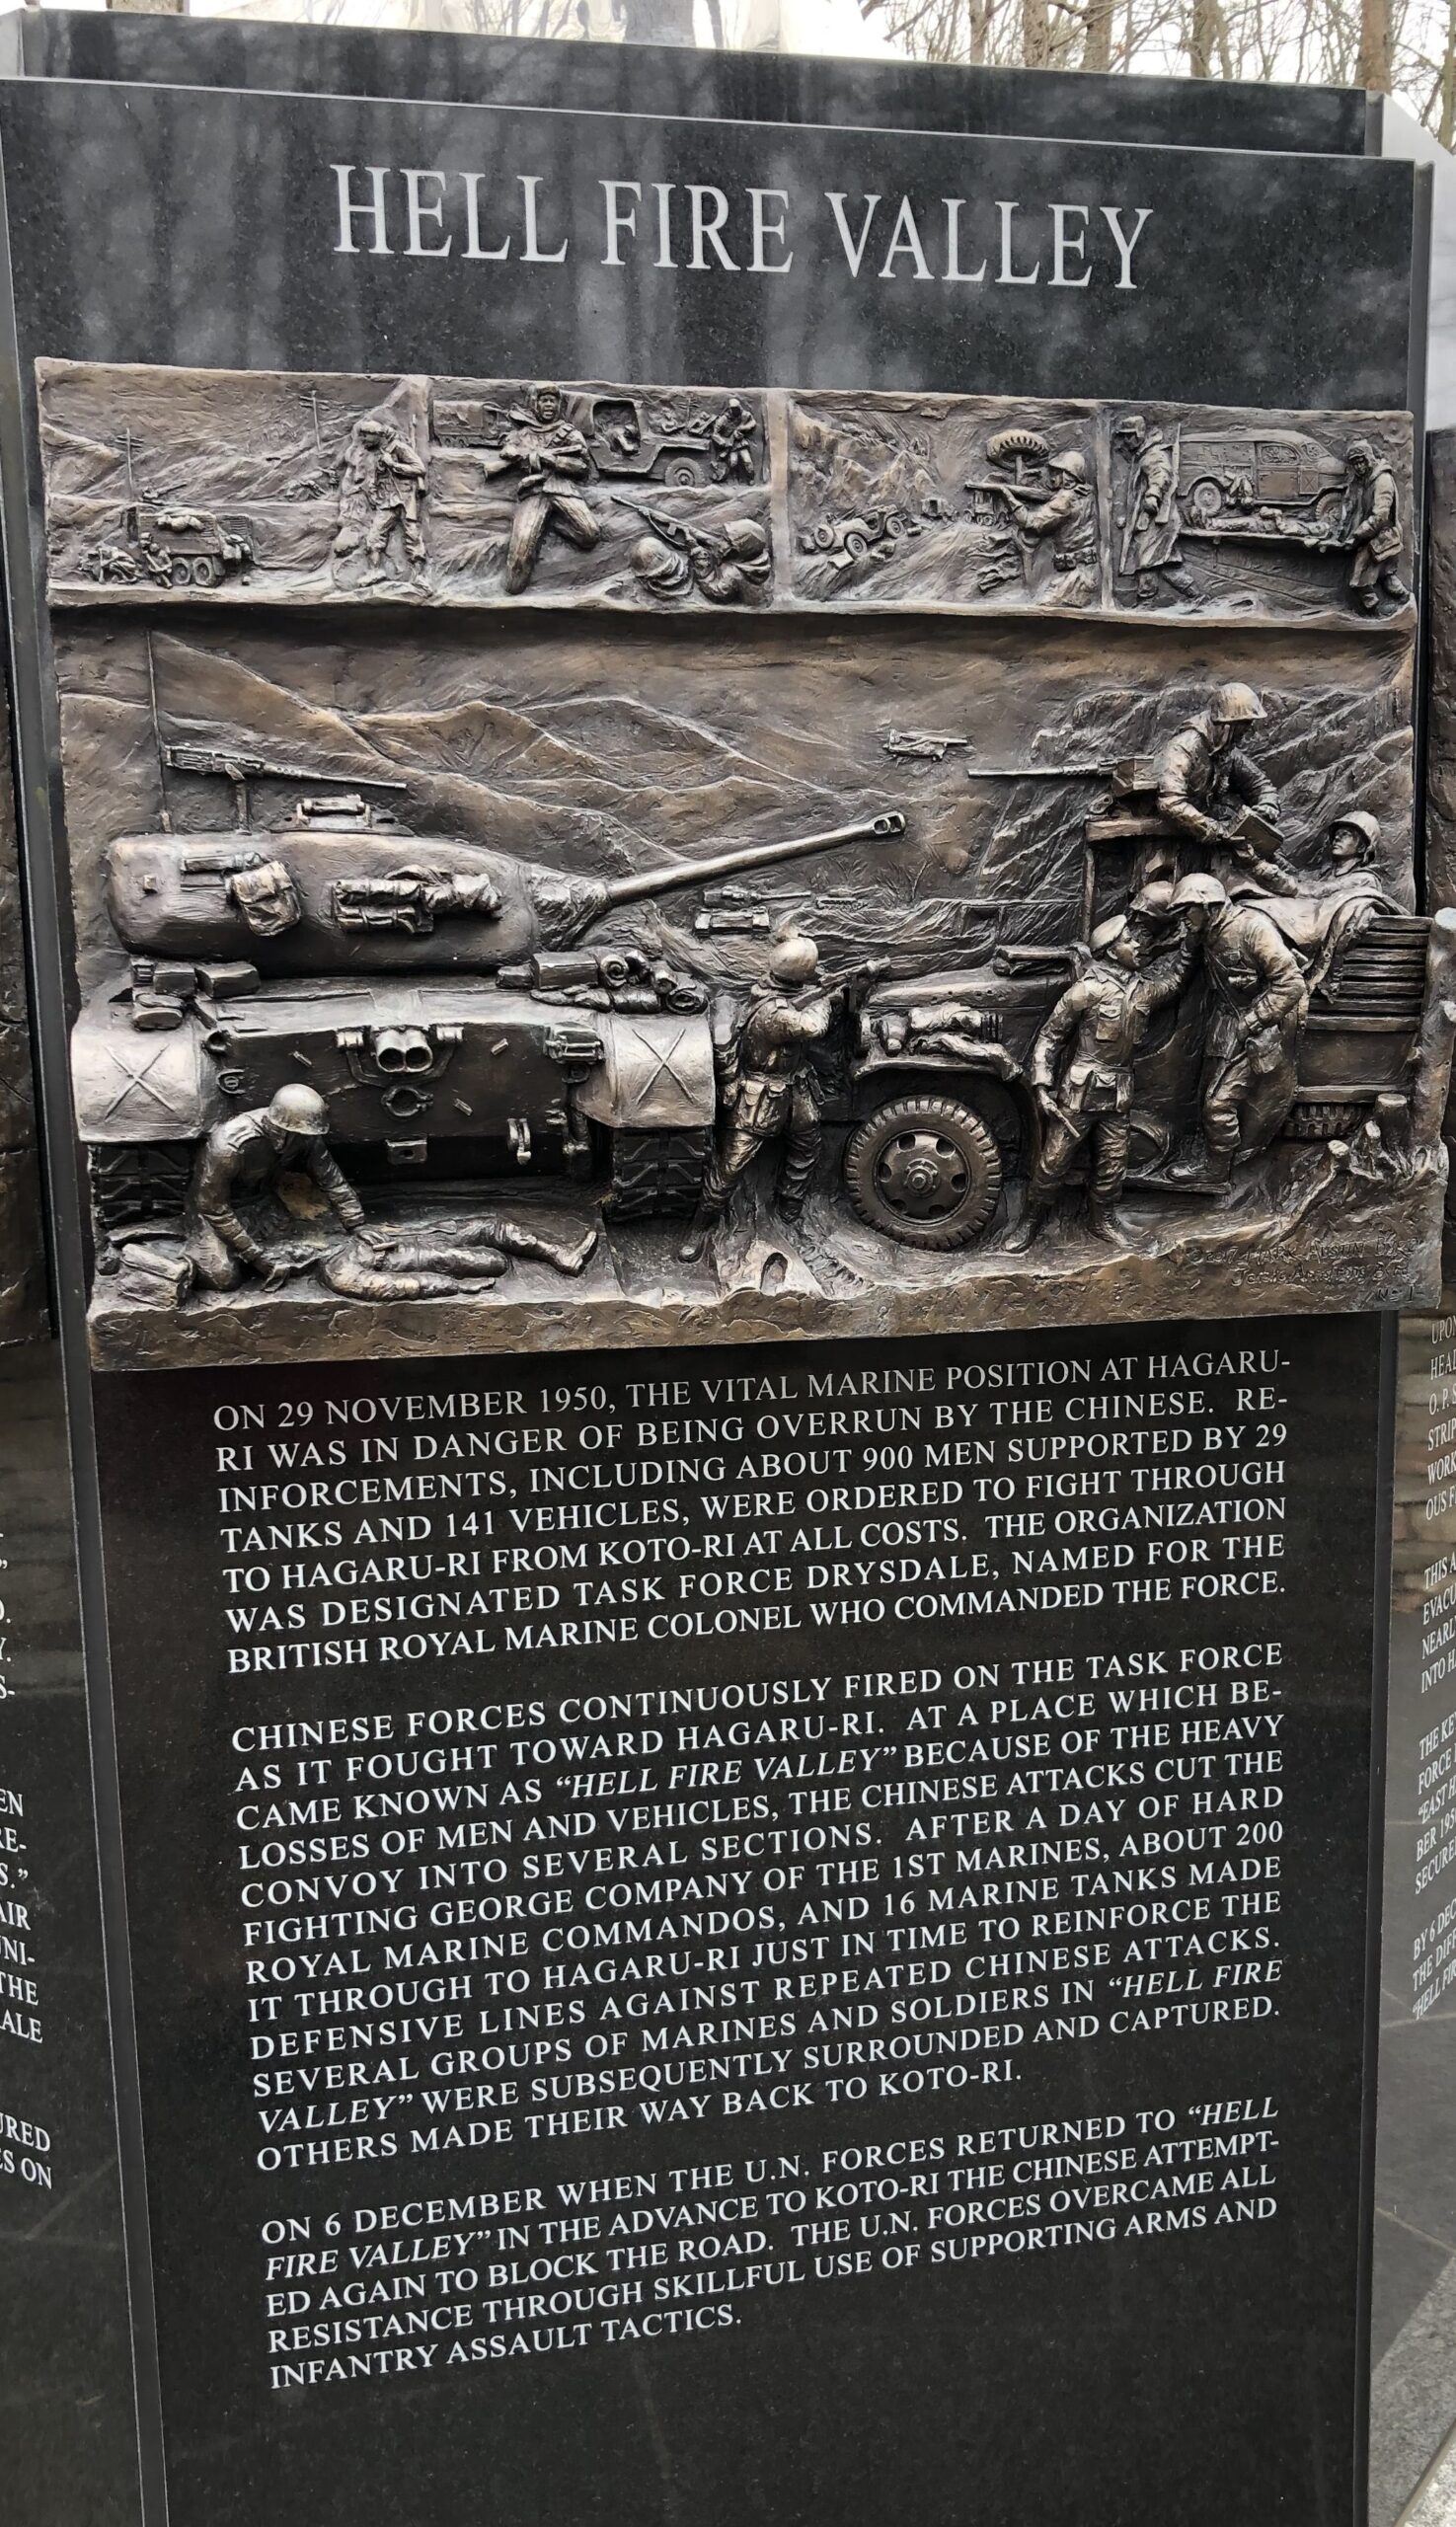 HELL FIRE VALLEY
ON 29 NOVEMBER 1950, THE VITAL MARINE POSITION AT HAGARU-
RI WAS IN DANGER OF BEING OVERRUN BY THE CHINESE. RE-
INFORCEMENTS, INCLUDING ABOUT 900 MEN SUPPORTED BY 29
TANKS AND 141 VEHICLES, WERE ORDERED TO FIGHT THROUGH
TO HAGARU-RI FROM KOTO-RI AT ALL COSTS. THE ORGANIZATION
WAS DESIGNATED TASK FORCE DRYSDALE, NAMED FOR THE
BRITISH ROYAL MARINE COLONEL WHO COMMANDED THE FORCE.
CHINESE FORCES CONTINUOUSLY FIRED ON THE TASK FORCE
AS IT FOUGHT TOWARD HAGARU-RI. AT A PLACE WHICH BE-
CAME KNOWN AS “HELL FIRE VALLEY” BECAUSE OF THE HEAVY
LOSSES OF MEN AND VEHICLES, THE CHINESE ATTACKS CUT THE
CONVOY INTO SEVERAL SECTIONS. AFTER A DAY OF HARD
FIGHTING GEORGE COMPANY OF THE 1ST MARINES, ABOUT 200
ROYAL MARINE COMMANDOS, AND 16 MARINE TANKS MADE
IT THROUGH TO HAGARU-RI JUST IN TIME TO REINFORCE THE
DEFENSIVE LINES AGAINST REPEATED CHINESE ATTACKS.
SEVERAL GROUPS OF MARINES AND SOLDIERS IN “HELL FIRE
VALLEY” WERE SUBSEQUENTLY SURROUNDED AND CAPTURED.
OTHERS MADE THEIR WAY BACK TO KOTO-RI.
ON 6 DECEMBER WHEN THE U.N. FORCES RETURNED TO “HELL
FIRE VALLEY” IN THE ADVANCE TO KOTO-RI THE CHINESE ATTEMPT-
ED AGAIN TO BLOCK THE ROAD. THE U.N. FORCES OVERCAME ALL
RESISTANCE THROUGH SKILLFUL USE OF SUPPORTING ARMS AND
INFANTRY ASSAULT TACTICS.